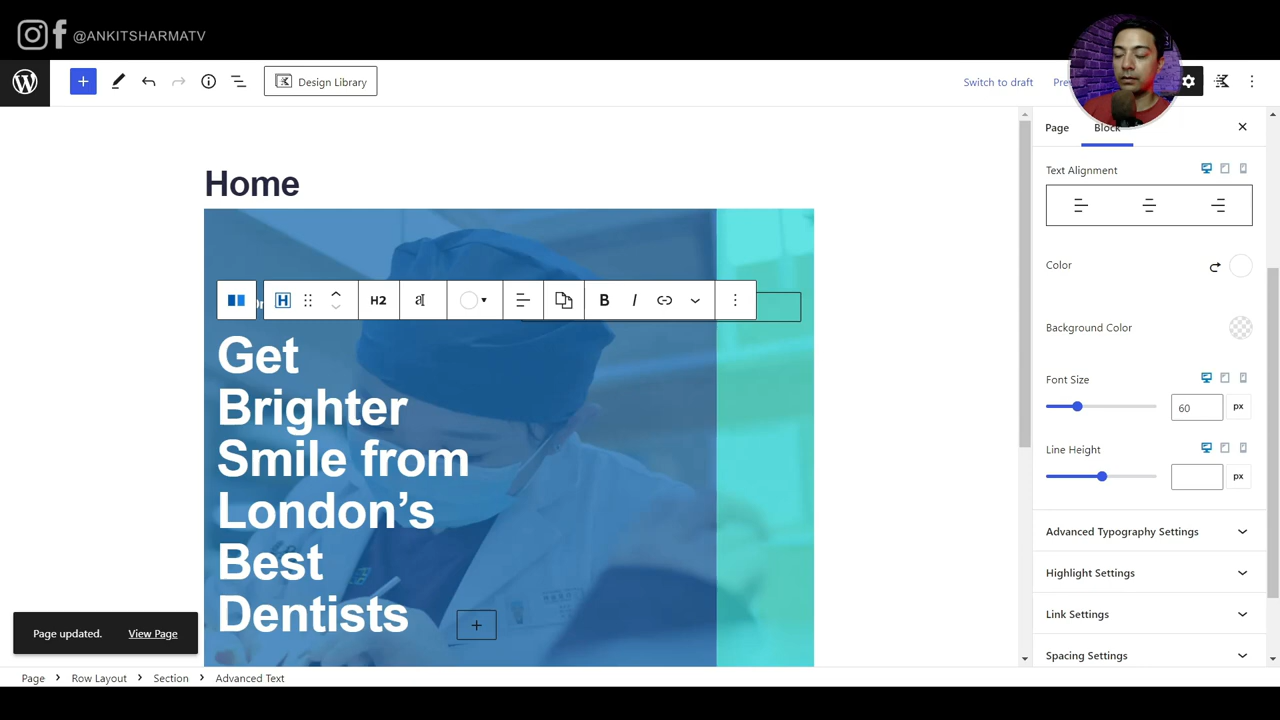 @ANKITSHARMATV
Design Library
Switch to draft
Page
Block
Text Alignment
Home
Color
H2
B
I
Background Color
Get
Brighter
Smile from
London’s
Best
Dentists
Font Size
60
px
Line Height
px
Advanced Typography Settings
Highlight Settings
Link Settings
Spacing Settings
Page updated.
View Page
Page
Row Layout
Section
Advanced Text